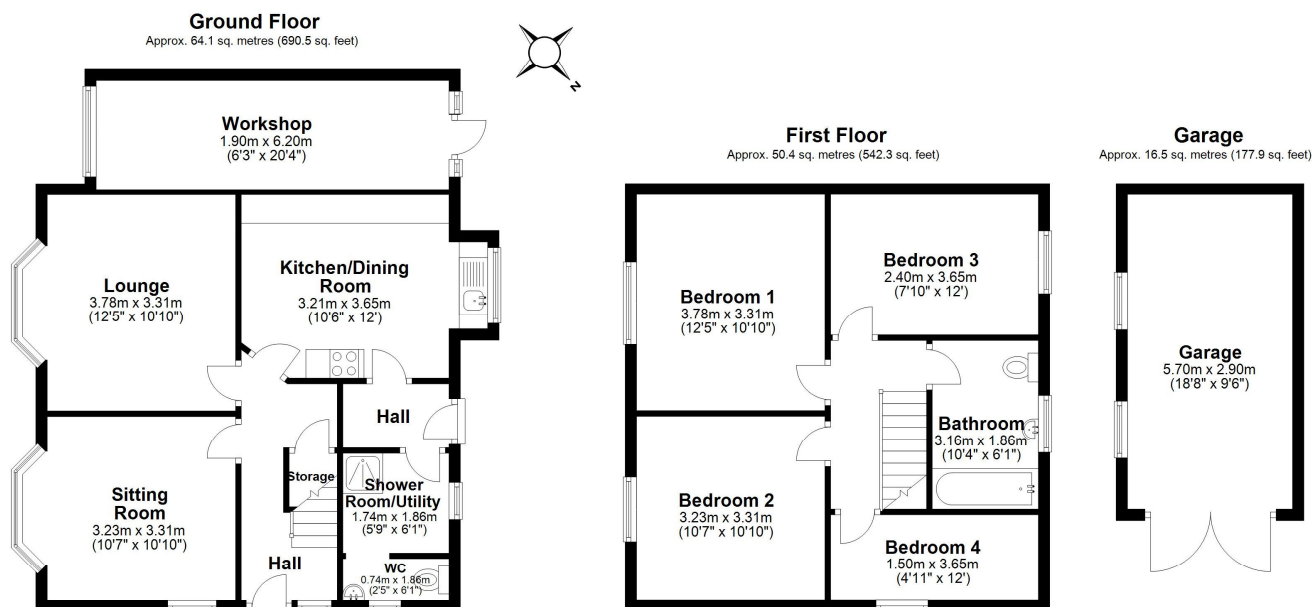 Ground Floor
Approx. 64.1 sq. metres (690.5 sq. feet)
N
Workshop
1.90m x 6.20m
(6'3" x 20'4")
Lounge
3.78m x 3.31m
(12'5" x 10'10")
Kitchen/Dining
Room
3.21m x 3.65m
(10'6" x 12')
Hall
Storage
Shower
Room/Utility
1.74m x 1.86m
(5'9" x 6'1")
Sitting
Room
3.23m x 3.31m
(10'7" x 10'10")
Hall
WC
0.74m x 1.86m
(2'5" x 6'1")
First Floor
Approx. 50.4 sq. metres (542.3 sq. feet)
Bedroom 1
3.78m x 3.31m
(12'5" x 10'10")
Bedroom 3
2.40m x 3.65m
(7'10" x 12')
Bathroom
3.16m x 1.86m
(10'4" x 6'1")
Bedroom 2
3.23m x 3.31m
(10'7" x 10'10")
Bedroom 4
1.50m x 3.65m
(4'11" x 12')
Garage
Approx. 16.5 sq. metres (177.9 sq. feet)
Garage
5.70m x 2.90m
(18'8" x 9'6")